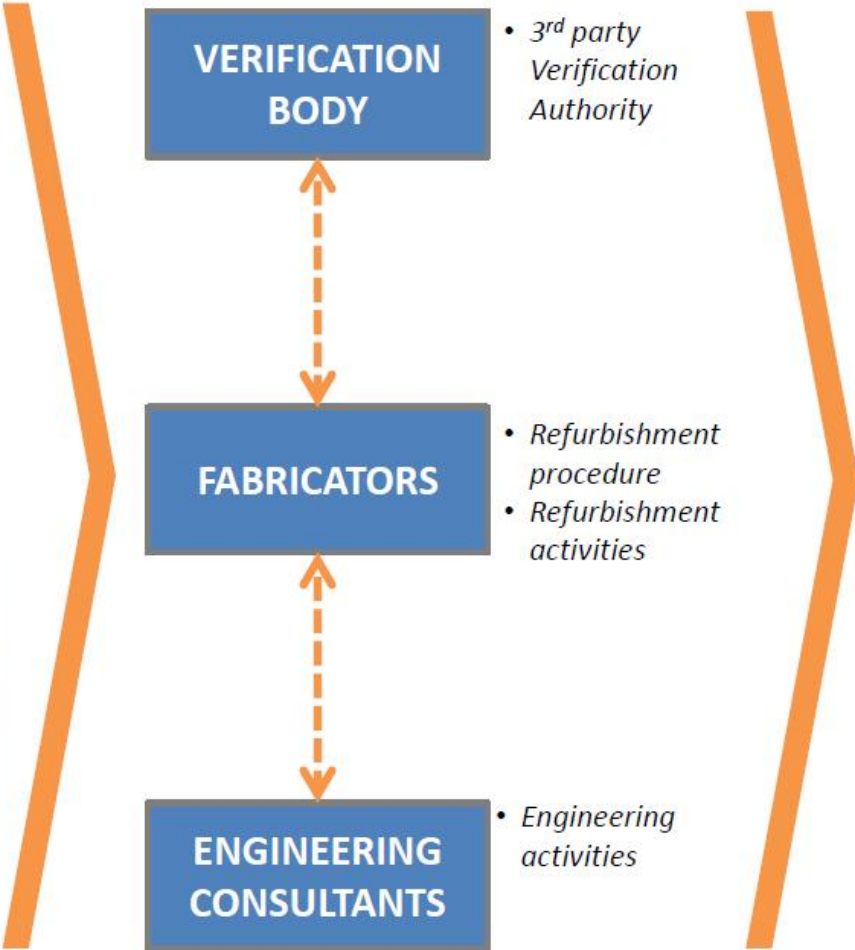 VERIFICATION
BODY
• 3rd party
Verification
Authority
FABRICATORS
• Refurbishment
procedure
• Refurbishment
activities
ENGINEERING
CONSULTANTS
• Engineering
activities